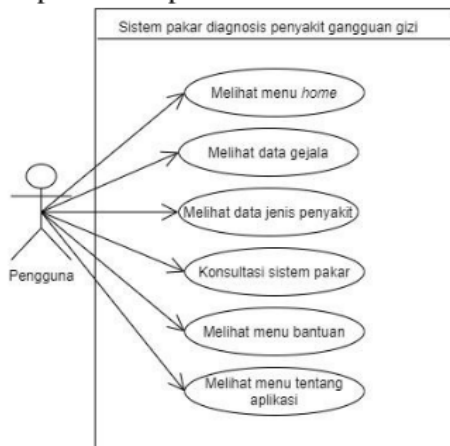 Sistem pakar diagnosis penyakit gangguan gizi
Melihat menu home
Melihat data gejala
Melihat data jenis penyakit
Pengguna
Konsultasi sistem pakar
Melihat menu bantuan
Melihat menu tentang
aplikasi